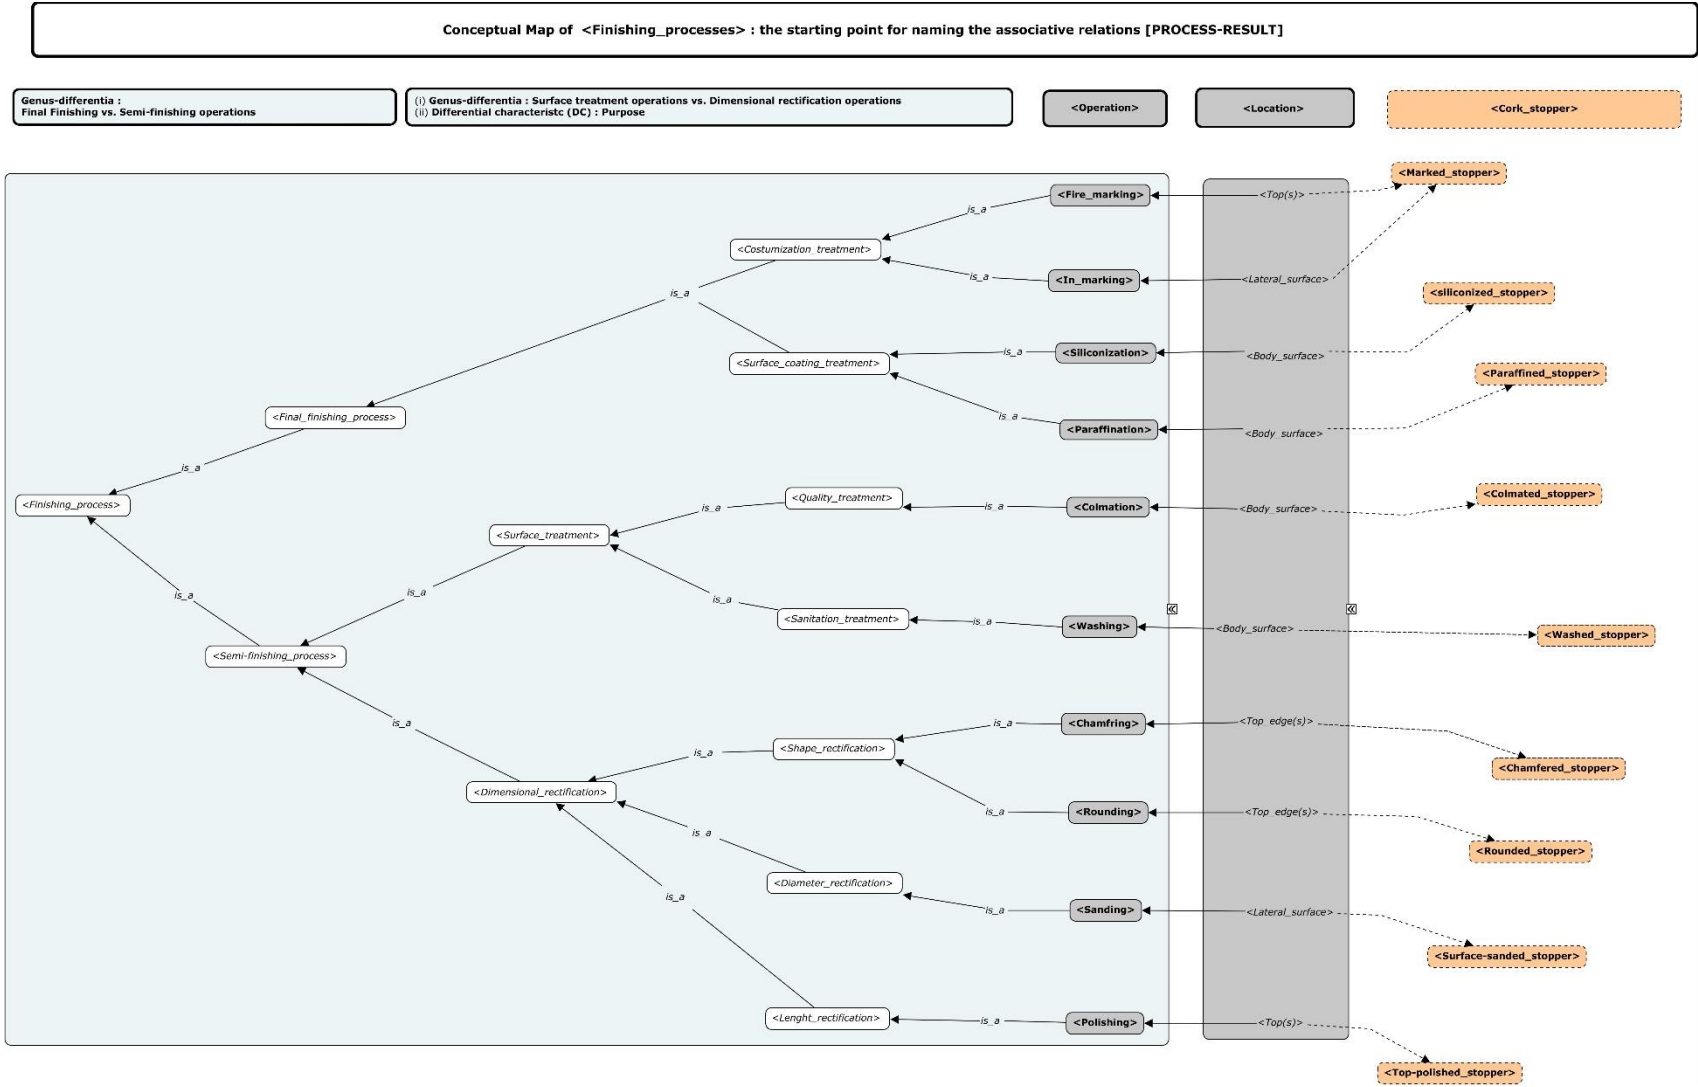 Conceptual Map of <Finishing_processes> : the starting point for naming the associative relations [PROCESS-RESULT]
Genus-differentia :
Final Finishing vs. Semi-finishing operations
(i) Genus-differentia : Surface treatment operations vs. Dimensional rectification operations
(ii) Differential characteristc (DC) : Purpose
<Operation>
<Location>
<Cork_stopper>
<Marked_stopper>
<Fire_marking>
<Top(s)>
is_a
<Costumization_treatment>
is_a
<In_marking>
<Lateral_surface>
is_a
<siliconized_stopper>
<Surface_coating_treatment>
is_a
<Siliconization>
<Body_surface>
<Paraffined_stopper>
<Final_finishing_process>
is_a
<Paraffination>
<Body_surface>
is_a
<Finishing_process>
<Quality_treatment>
is_a
<Colmation>
<Body_surface>
<Colmated_stopper>
is_a
<Surface_treatment>
is_a
is_a
is_a
<Sanitation_treatment>
is_a
<Washing>
<Body_surface>
<Washed_stopper>
<Semi-finishing_process>
is_a
is_a
<Chamfring>
<Top_edge(s)>
<Shape_rectification>
is_a
<Chamfered_stopper>
<Dimensional_rectification>
is_a
<Rounding>
<Top_edge(s)>
is_a
<Rounded_stopper>
<Diameter_rectification>
is_a
is_a
<Sanding>
<Lateral_surface>
<Surface-sanded_stopper>
<Lenght_rectification>
is_a
<Polishing>
<Top(s)>
<Top-polished_stopper>